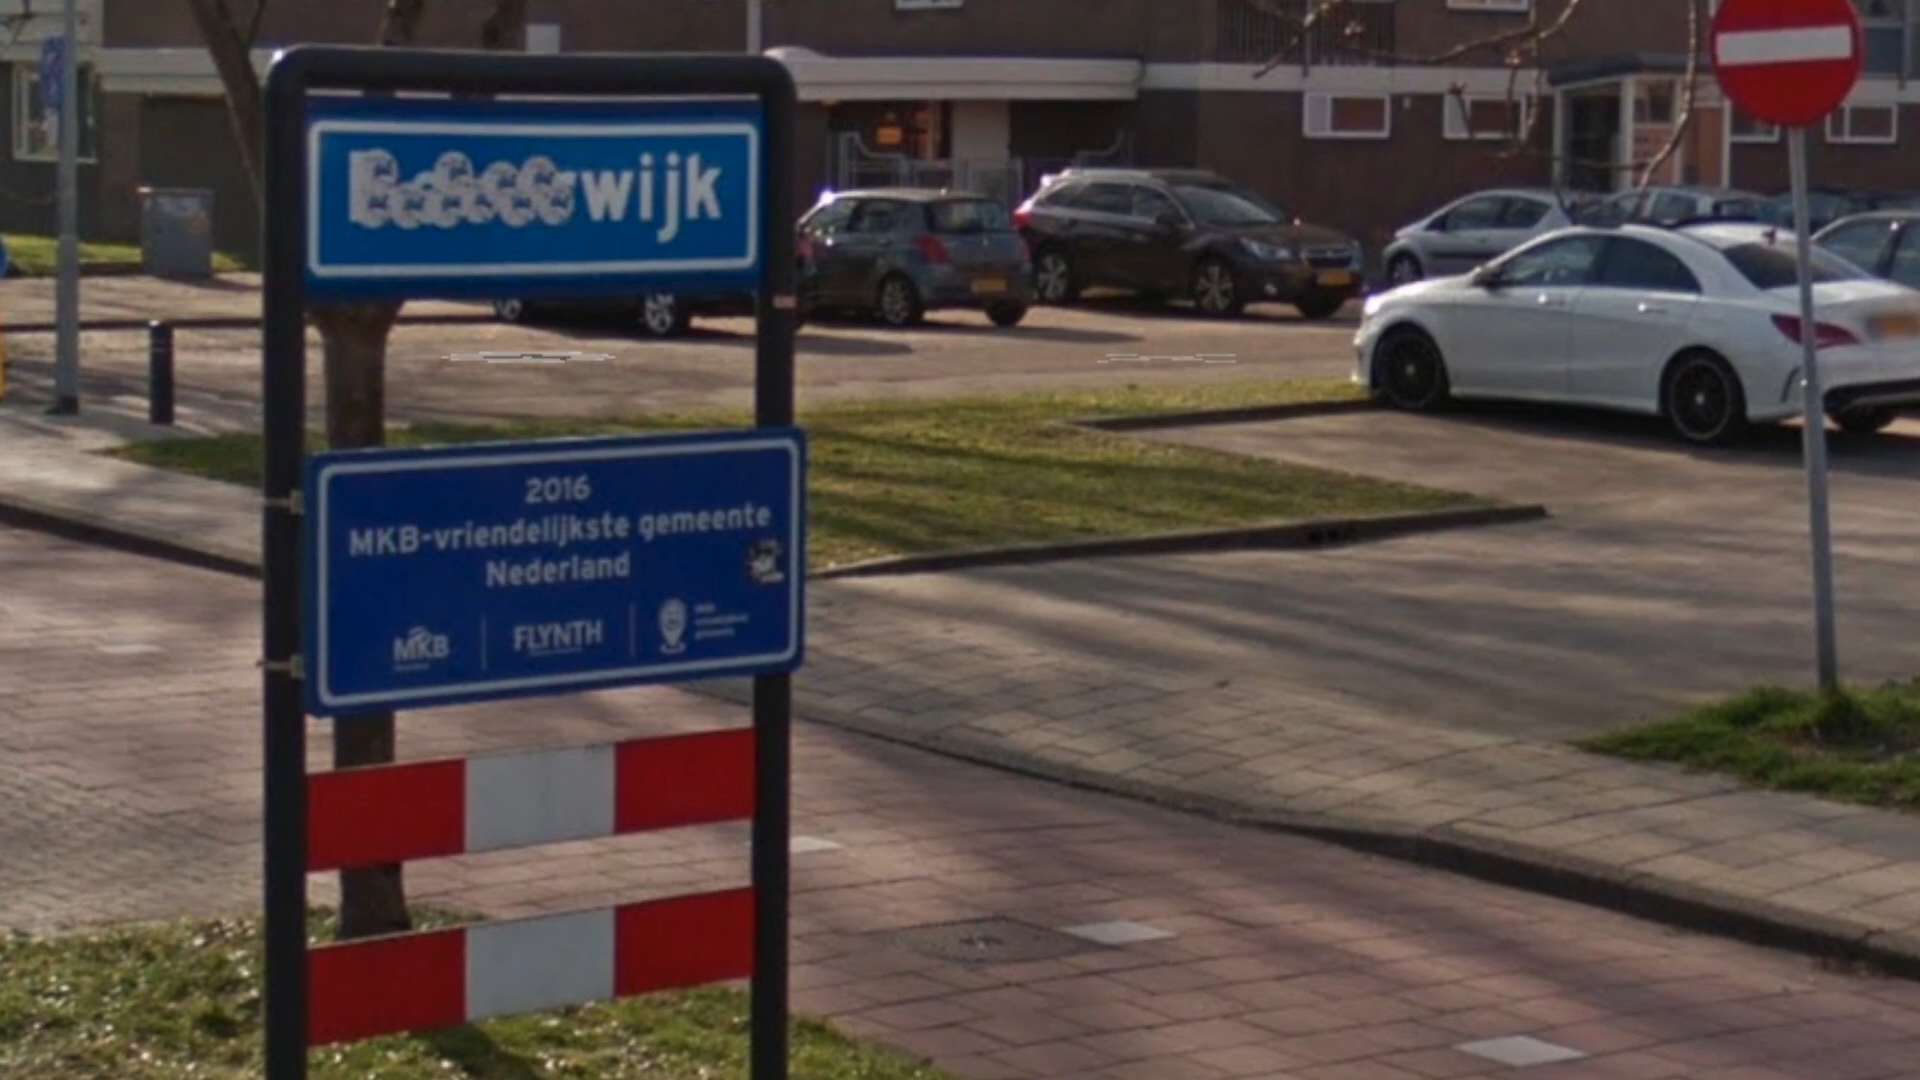 wijk
2016
MKB-vriendelijkste gemeente
Nederland
MKB
FLYNTH